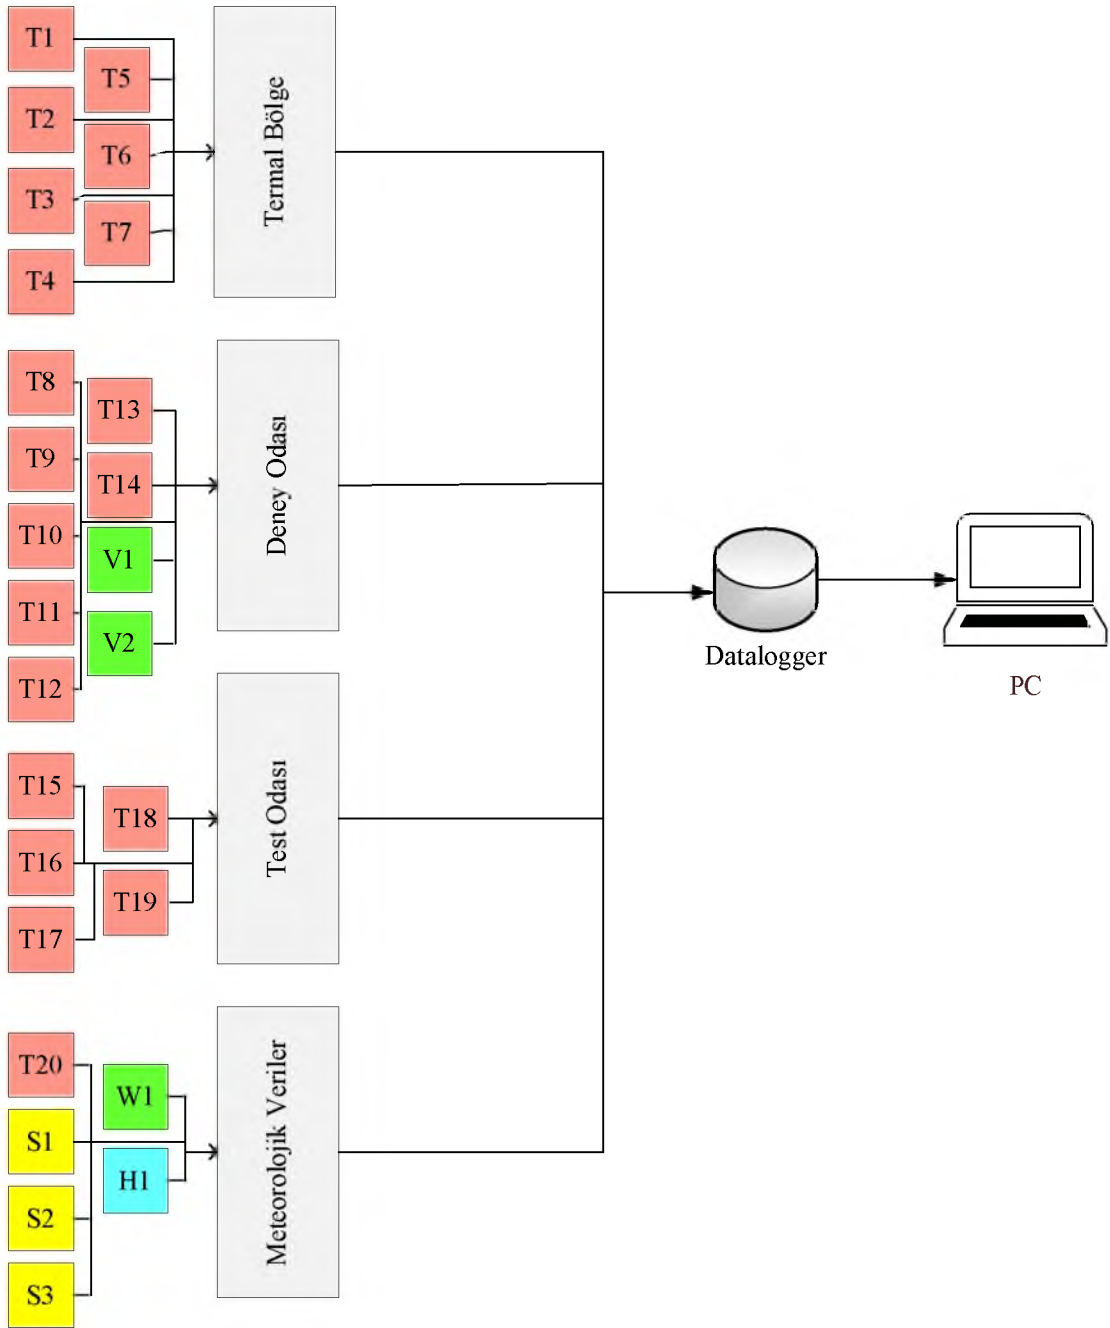 T1
T5
T2
T6
T3
T7
T4
Termal Bölge
T8
T13
T9
T14
T10
V1
T11
V2
T12
Deney Odası
Datalogger
PC
T15
T18
T16
T19
T17
Test Odası
T20
W1
S1
H1
S2
S3
Meteorolojik Veriler